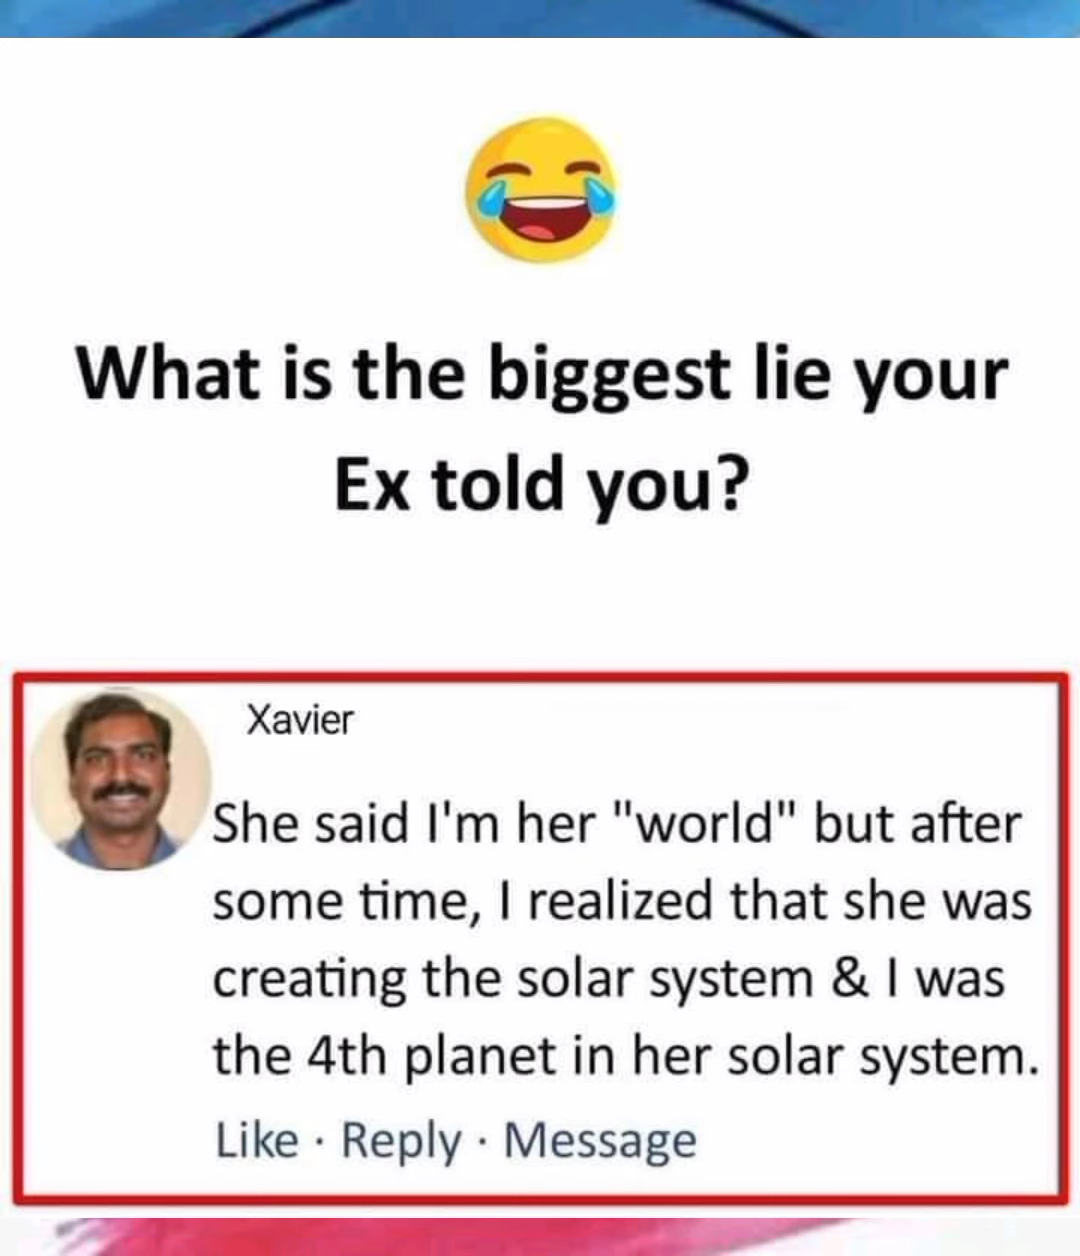 What is the biggest lie your
Ex told you?
Xavier
She said I'm her "world" but after
some time, I realized that she was
creating the solar system & I was
the 4th planet in her solar system.
Like · Reply · Message